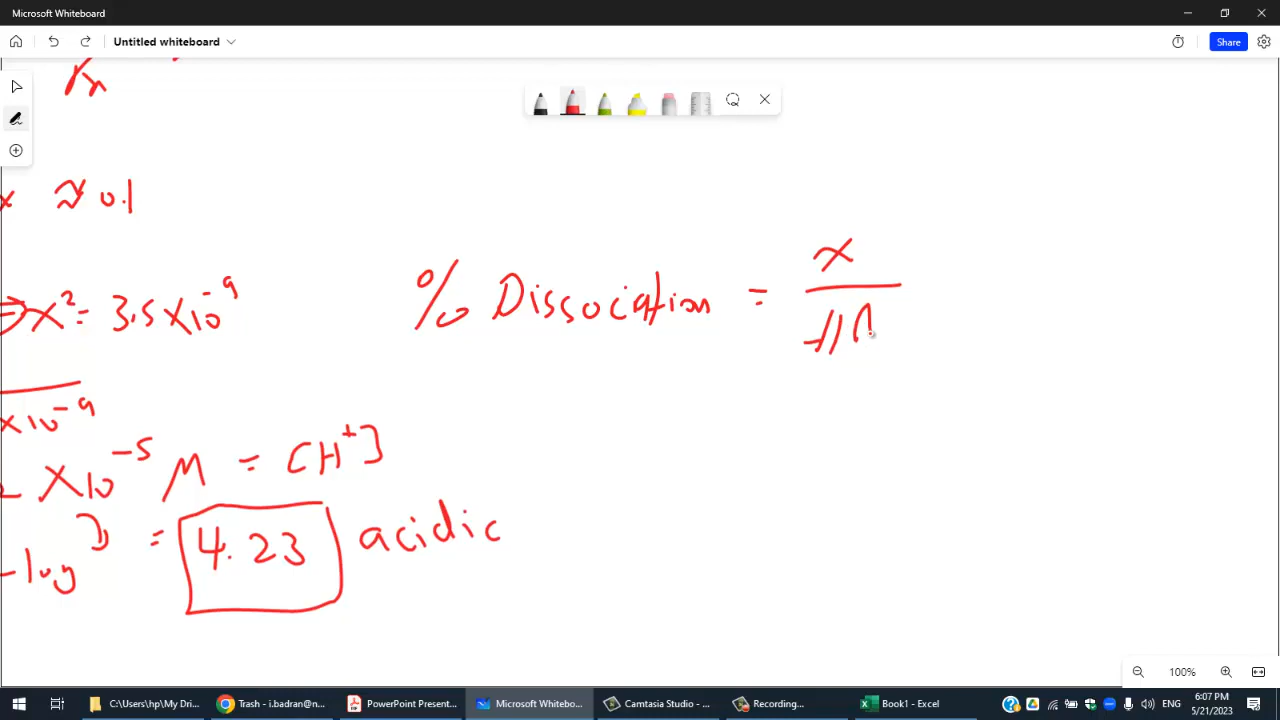 Microsoft Whiteboard
Untitled whiteboard
Share
x ≈ 0.1
% Dissociation = x
⇒ x² = 3.5 x10⁻⁹
x10⁻⁹
x10⁻⁵ M = [H⁺]
-log = 4.23 acidic
100%
C:\Users\hp\My Dri...
Trash - i.badran@n...
PowerPoint Present...
Microsoft Whiteboa...
Camtasia Studio - ...
Recording...
Book1 - Excel
ENG
6:07 PM
5/21/2023